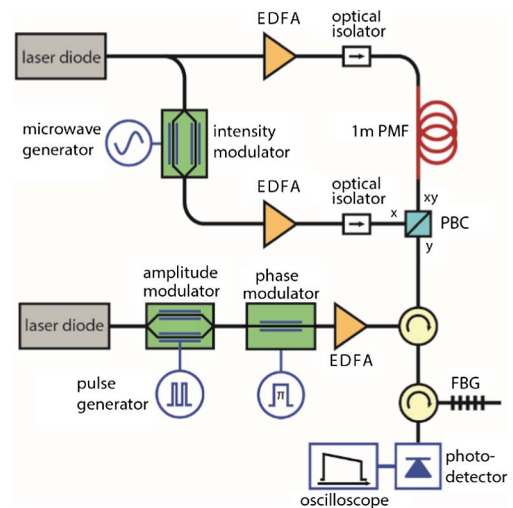 EDFA
optical
isolator
laser diode
microwave
generator
intensity
modulator
1m PMF
EDFA
optical
isolator
x
xy
PBC
y
amplitude
modulator
phase
modulator
laser diode
EDFA
pulse
generator
π
FBG
photo-
detector
oscilloscope